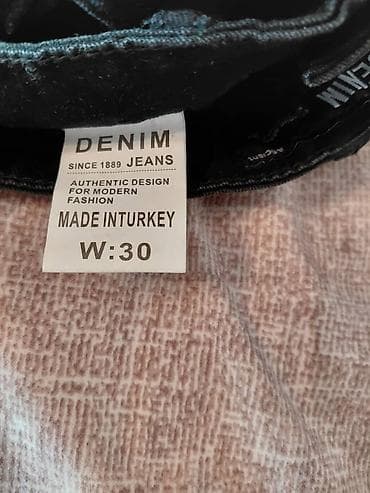 DENIM
SINCE 1889 JEANS
AUTHENTIC DESIGN
FOR MODERN
FASHION
MADE INTURKEY
W:30